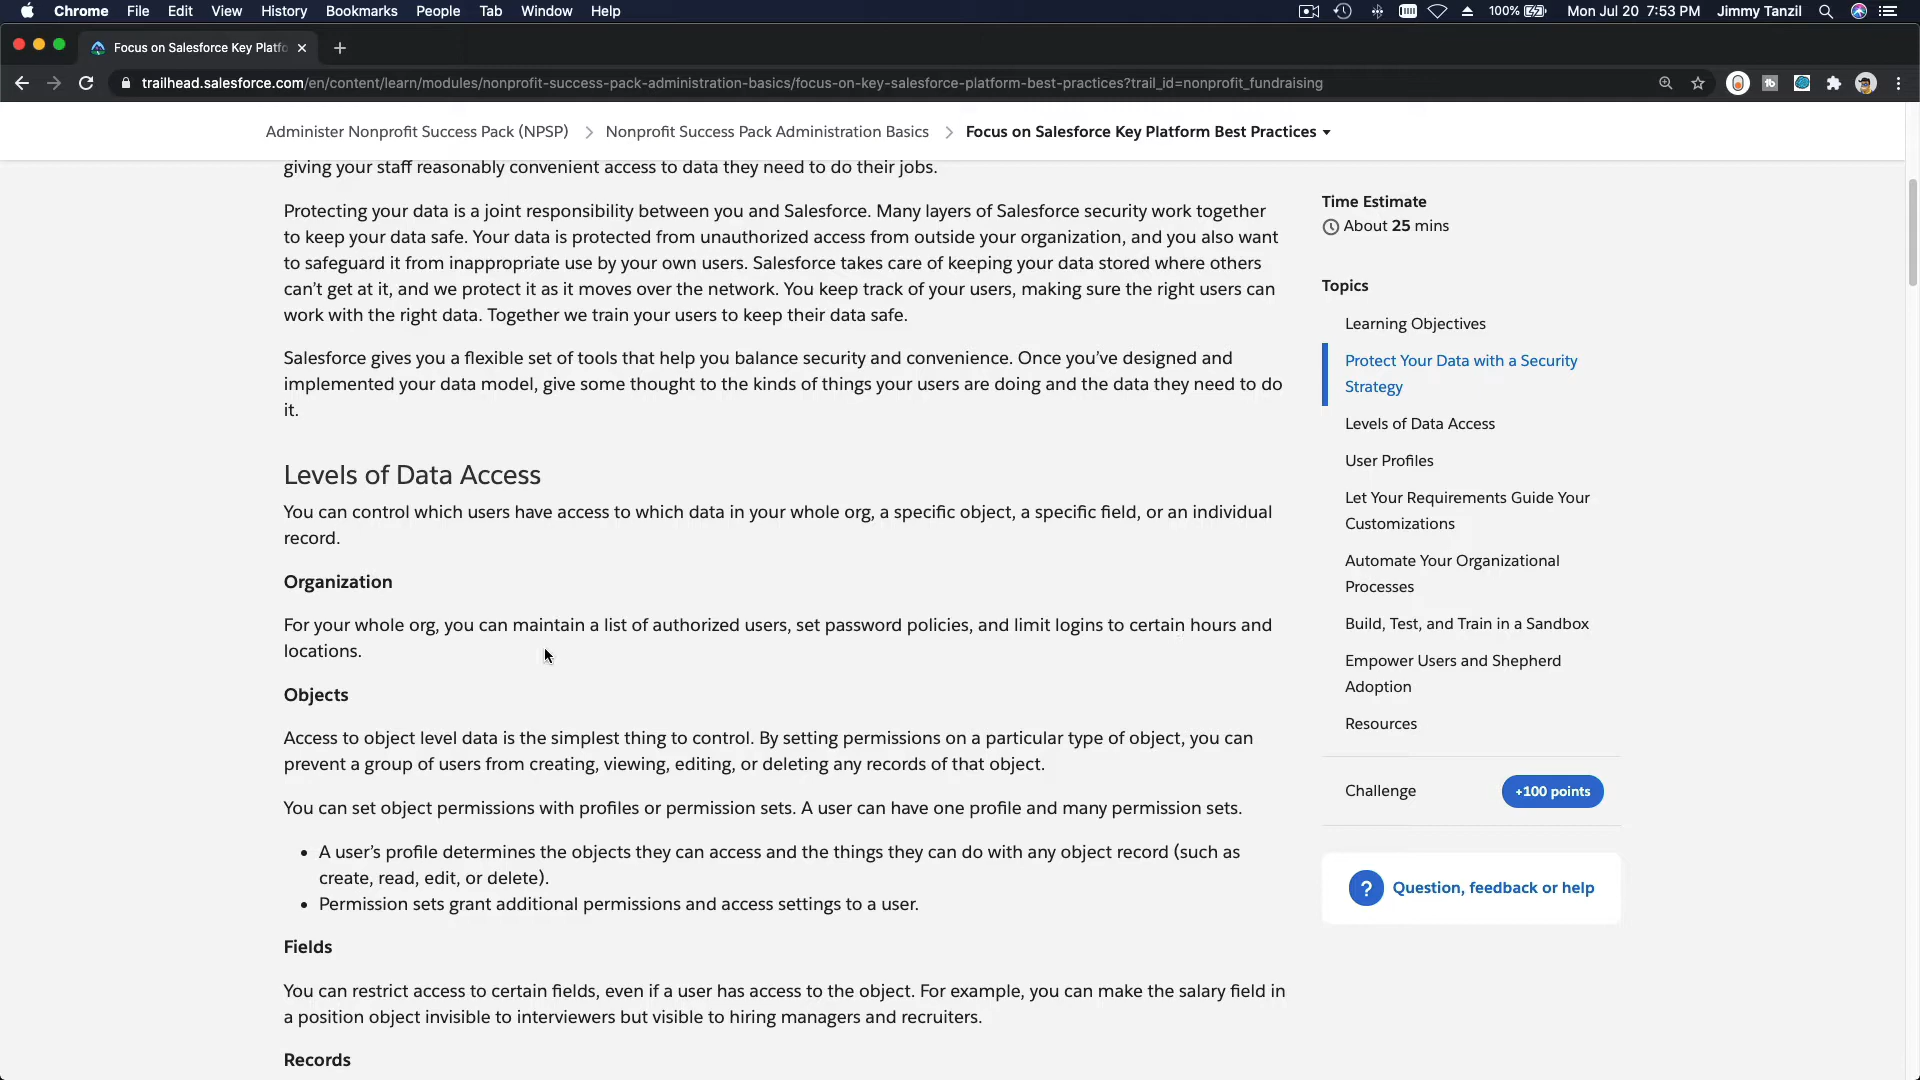 Chrome File Edit View History Bookmarks People Tab Window Help 100% Mon Jul 20 7:53 PM Jimmy Tanzil
Focus on Salesforce Key Platfo
trailhead.salesforce.com/en/content/learn/modules/nonprofit-success-pack-administration-basics/focus-on-key-salesforce-platform-best-practices?trail_id=nonprofit_fundraising
Administer Nonprofit Success Pack (NPSP) Nonprofit Success Pack Administration Basics Focus on Salesforce Key Platform Best Practices
giving your staff reasonably convenient access to data they need to do their jobs.
Protecting your data is a joint responsibility between you and Salesforce. Many layers of Salesforce security work together
to keep your data safe. Your data is protected from unauthorized access from outside your organization, and you also want
to safeguard it from inappropriate use by your own users. Salesforce takes care of keeping your data stored where others
can't get at it, and we protect it as it moves over the network. You keep track of your users, making sure the right users can
work with the right data. Together we train your users to keep their data safe.
Salesforce gives you a flexible set of tools that help you balance security and convenience. Once you've designed and
implemented your data model, give some thought to the kinds of things your users are doing and the data they need to do
it.
Levels of Data Access
You can control which users have access to which data in your whole org, a specific object, a specific field, or an individual
record.
Organization
For your whole org, you can maintain a list of authorized users, set password policies, and limit logins to certain hours and
locations.
Objects
Access to object level data is the simplest thing to control. By setting permissions on a particular type of object, you can
prevent a group of users from creating, viewing, editing, or deleting any records of that object.
You can set object permissions with profiles or permission sets. A user can have one profile and many permission sets.
• A user's profile determines the objects they can access and the things they can do with any object record (such as
create, read, edit, or delete).
• Permission sets grant additional permissions and access settings to a user.
Fields
You can restrict access to certain fields, even if a user has access to the object. For example, you can make the salary field in
a position object invisible to interviewers but visible to hiring managers and recruiters.
Records
Time Estimate
About 25 mins
Topics
Learning Objectives
Protect Your Data with a Security
Strategy
Levels of Data Access
User Profiles
Let Your Requirements Guide Your
Customizations
Automate Your Organizational
Processes
Build, Test, and Train in a Sandbox
Empower Users and Shepherd
Adoption
Resources
Challenge +100 points
? Question, feedback or help